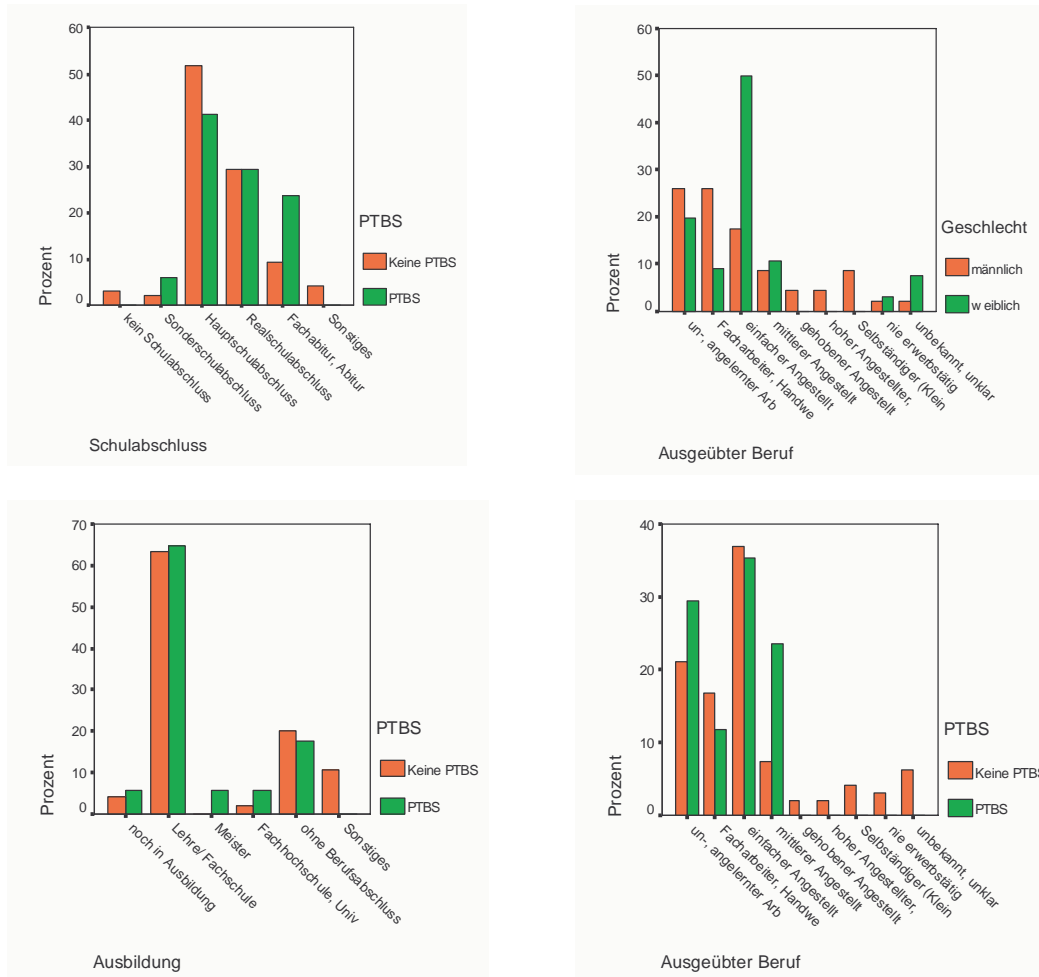 60
50
40
30
20
10
0
Prozent
kein Schulabschluss
Sonderschulabschluss
Hauptschulabschluss
Realschulabschluss
Fachabitur, Abitur
Sonstiges
Schulabschluss
PTBS
Keine PTBS
PTBS
60
50
40
30
20
10
0
Prozent
un-, angelernter Arb
Facharbeiter, Handwe
einfacher Angestellt
mittlerer Angestellt
gehobener Angestellt
hoher Angestellter,
Selbständiger (Klein
nie erwerbstätig
unbekannt, unklar
Ausgeübter Beruf
Geschlecht
männlich
w eiblich
70
60
50
40
30
20
10
0
Prozent
noch in Ausbildung
Lehre/Fachschule
Meister
Fachhochschule, Univ
ohne Berufsabschluss
Sonstiges
Ausbildung
PTBS
Keine PTBS
PTBS
40
30
20
10
0
Prozent
un-, angelernter Arb
Facharbeiter, Handwe
einfacher Angestellt
mittlerer Angestellt
gehobener Angestellt
hoher Angestellter,
Selbständiger (Klein
nie erwerbstätig
unbekannt, unklar
Ausgeübter Beruf
PTBS
Keine PTBS
PTBS